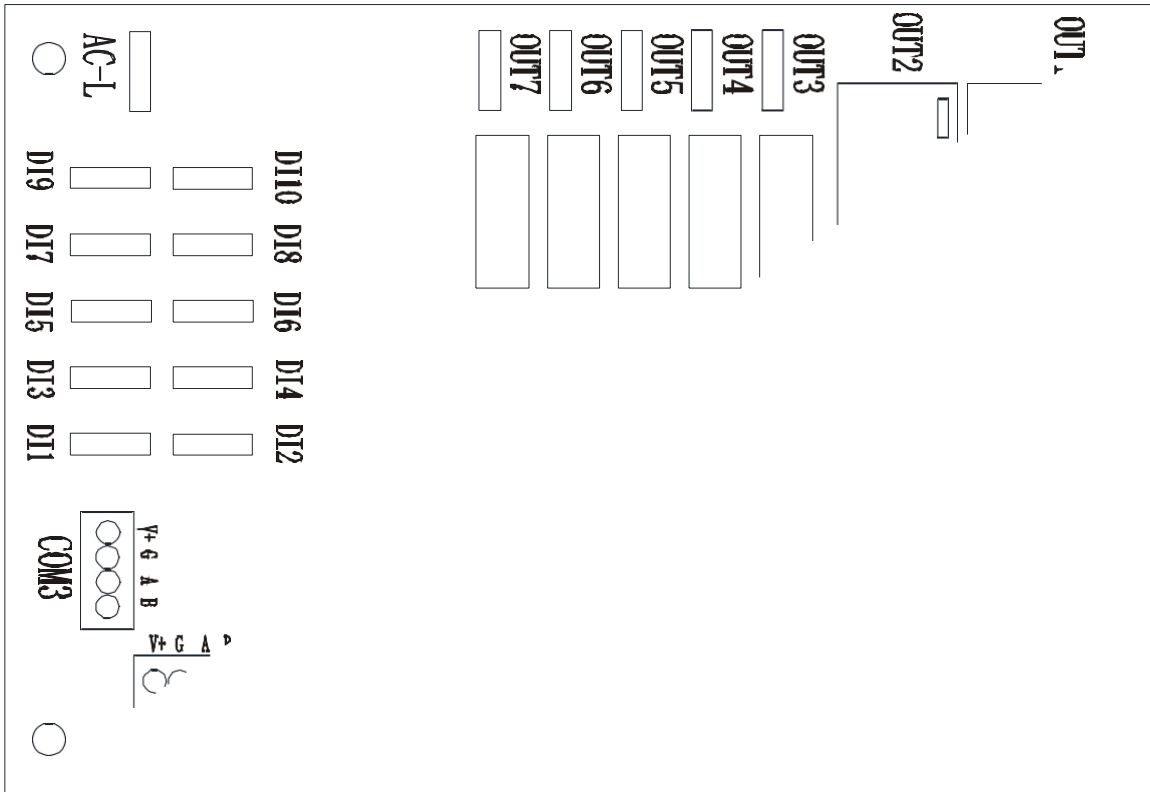 AC-L
OUT7
OUT6
OUT5
OUT4
OUT3
OUT2
DI9
DI10
DI7
DI8
DI5
DI6
DI3
DI4
DI1
DI2
COM3
V+
G
A
B
V+ G A